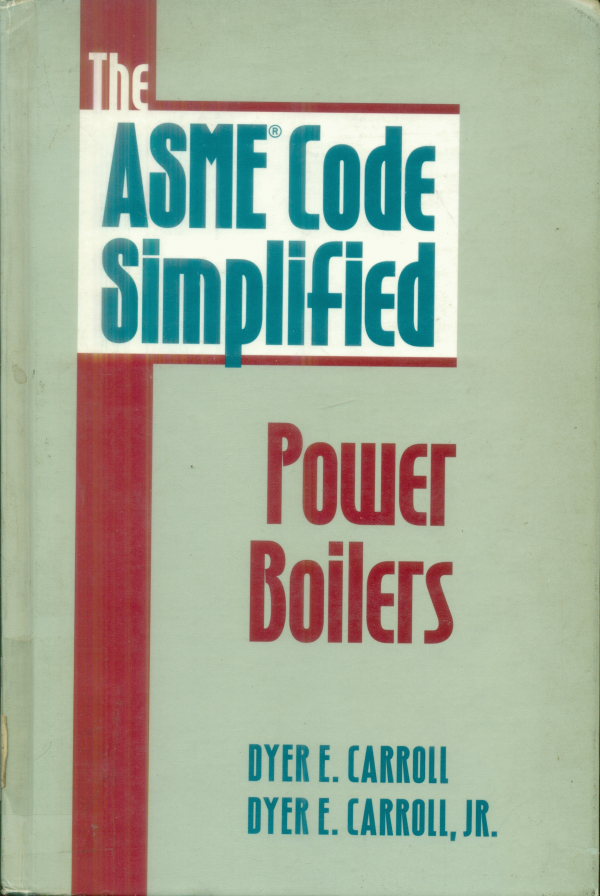 The
ASME® Code
Simplified
Power
Boilers
DYER E. CARROLL
DYER E. CARROLL, JR.